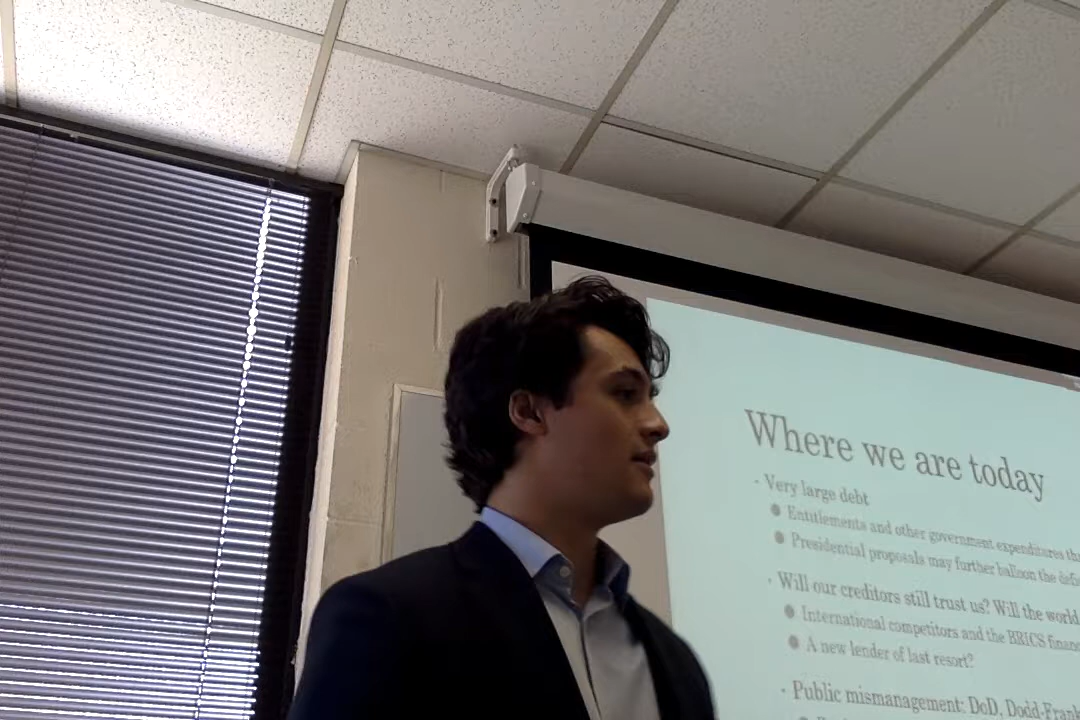 Where we are today
- Very large debt
● Entitlements and other government expenditures
● Presidential proposals may further balloon the
- Will our creditors still trust us? Will the world
● International competitors and the BRICS
● A new lender of last resort?
- Public mismanagement: DoD, Dodd-Frank